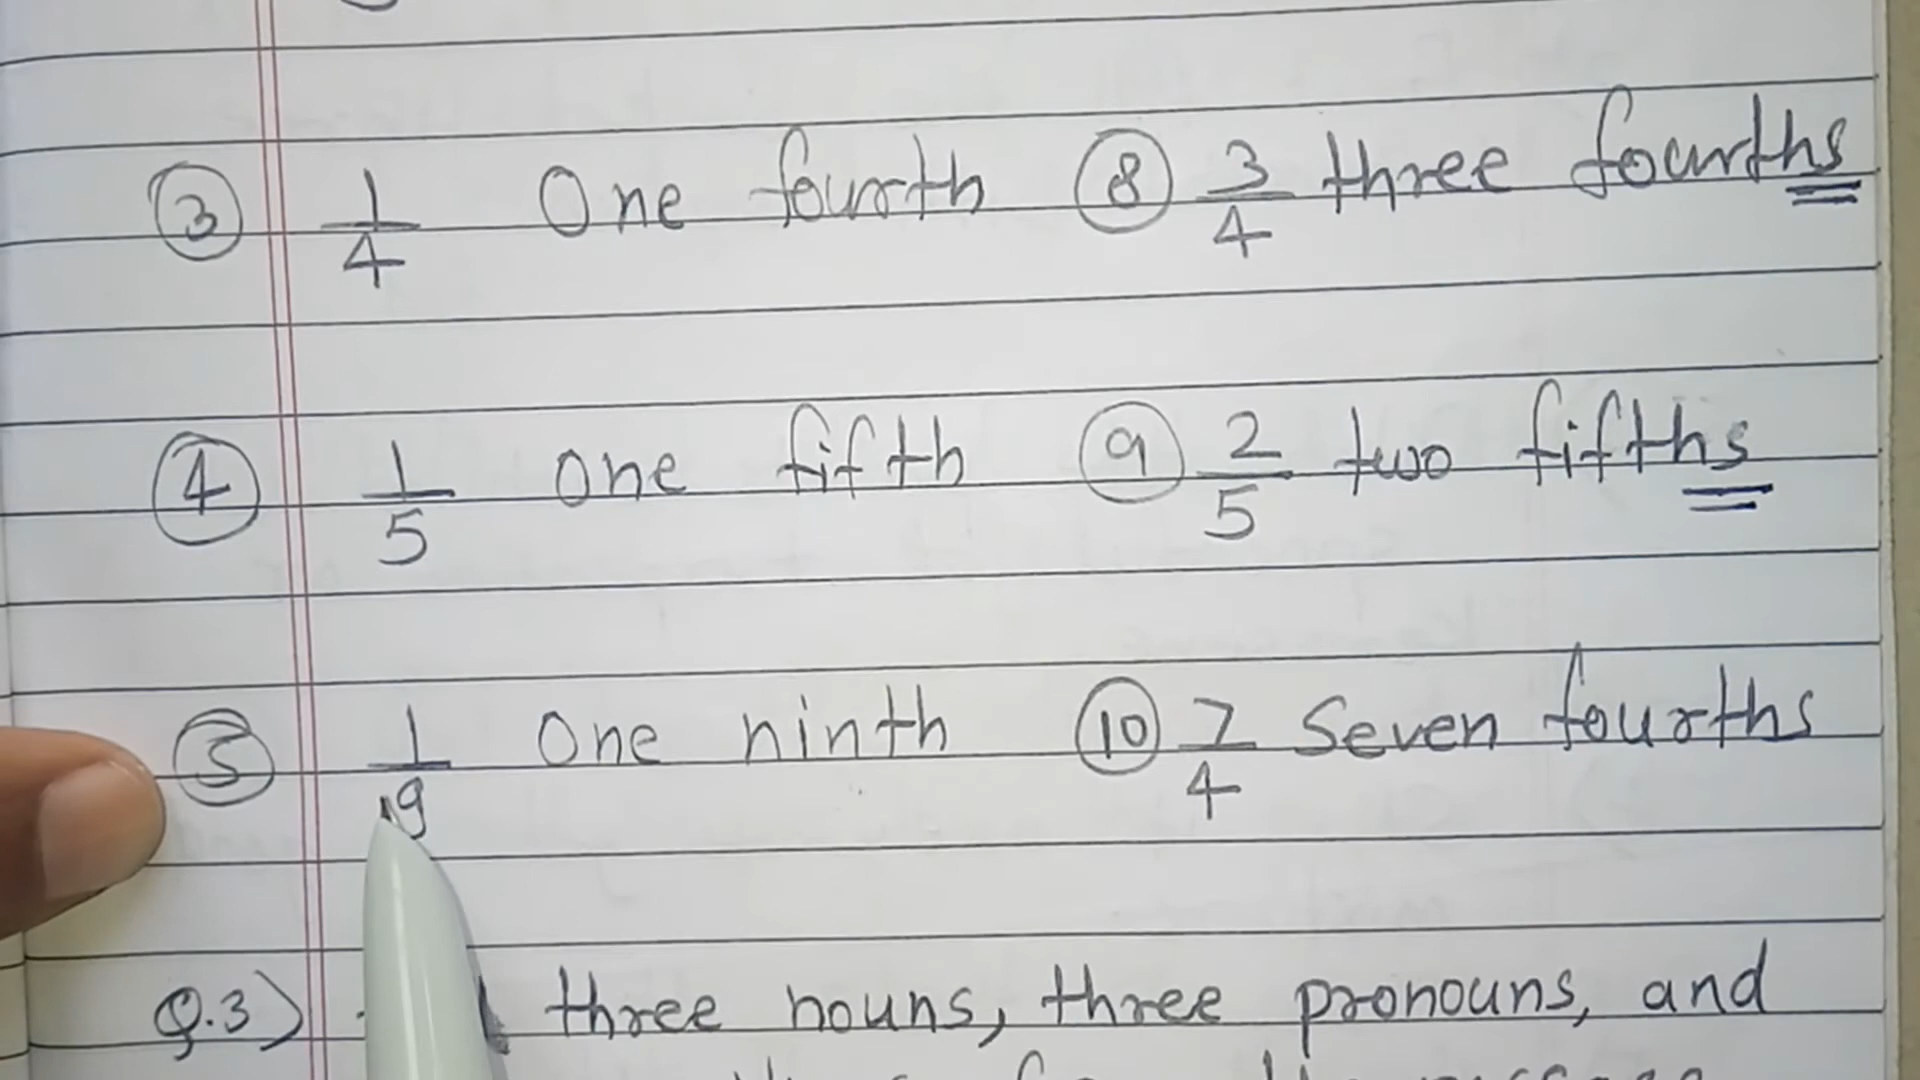 ③ 1/4 One fourth ⑧ 3/4 three fourths
④ 1/5 One fifth ⑨ 2/5 two fifths
⑤ 1/9 One ninth ⑩ 7/4 Seven fourths
Q.3) three nouns, three pronouns, and